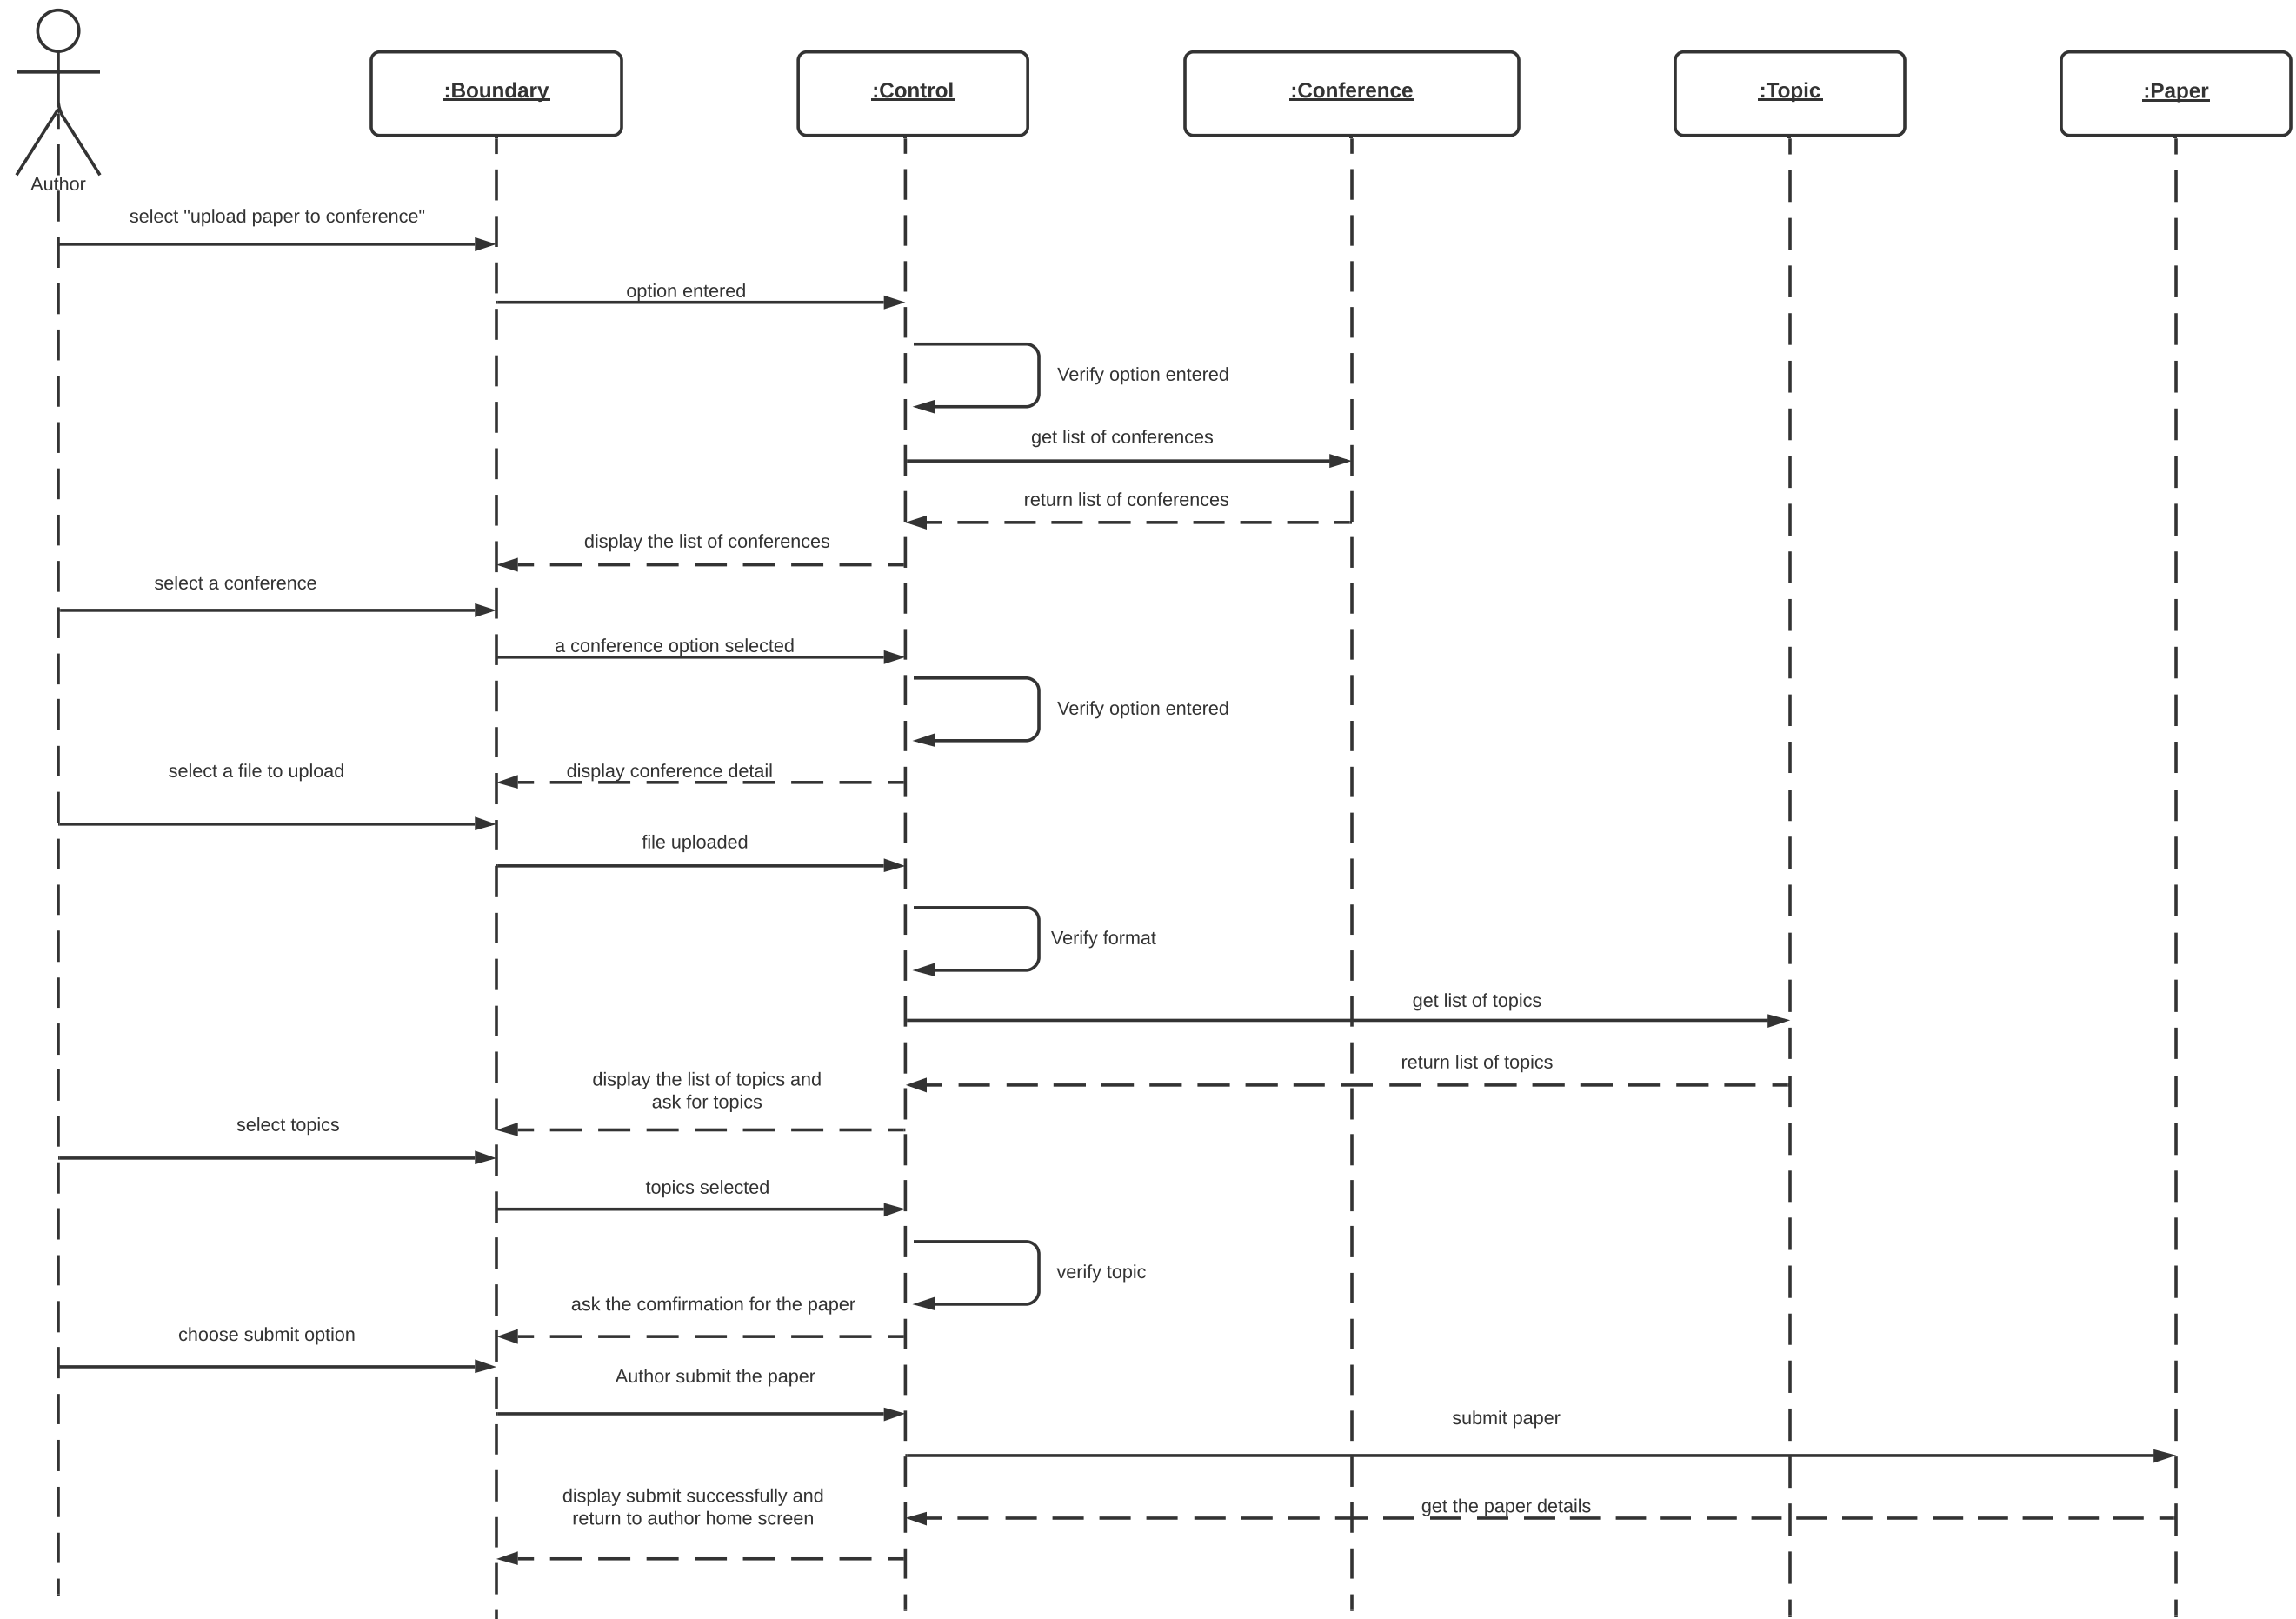 :Boundary
:Control
:Conference
:Topic
:Paper
Author
select "upload paper to conference"
option entered
Verify option entered
get list of conferences
return list of conferences
display the list of conferences
select a conference
a conference option selected
Verify option entered
select a file to upload
display conference detail
file uploaded
Verify format
get list of topics
return list of topics
display the list of topics and
ask for topics
select topics
topics selected
verify topic
ask the comfirmation for the paper
choose submit option
Author submit the paper
submit paper
display submit successfully and
return to author home screen
get the paper details